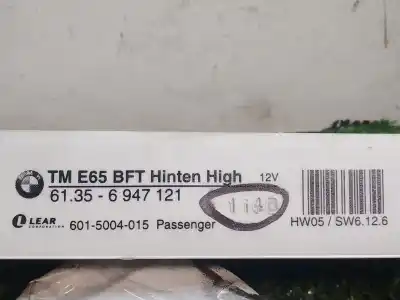 TM E65 BFT Hinten High 12V
61.35 - 6 947 121
LEAR
CORPORATION
601-5004-015 Passenger
HW05 / SW6.12.6